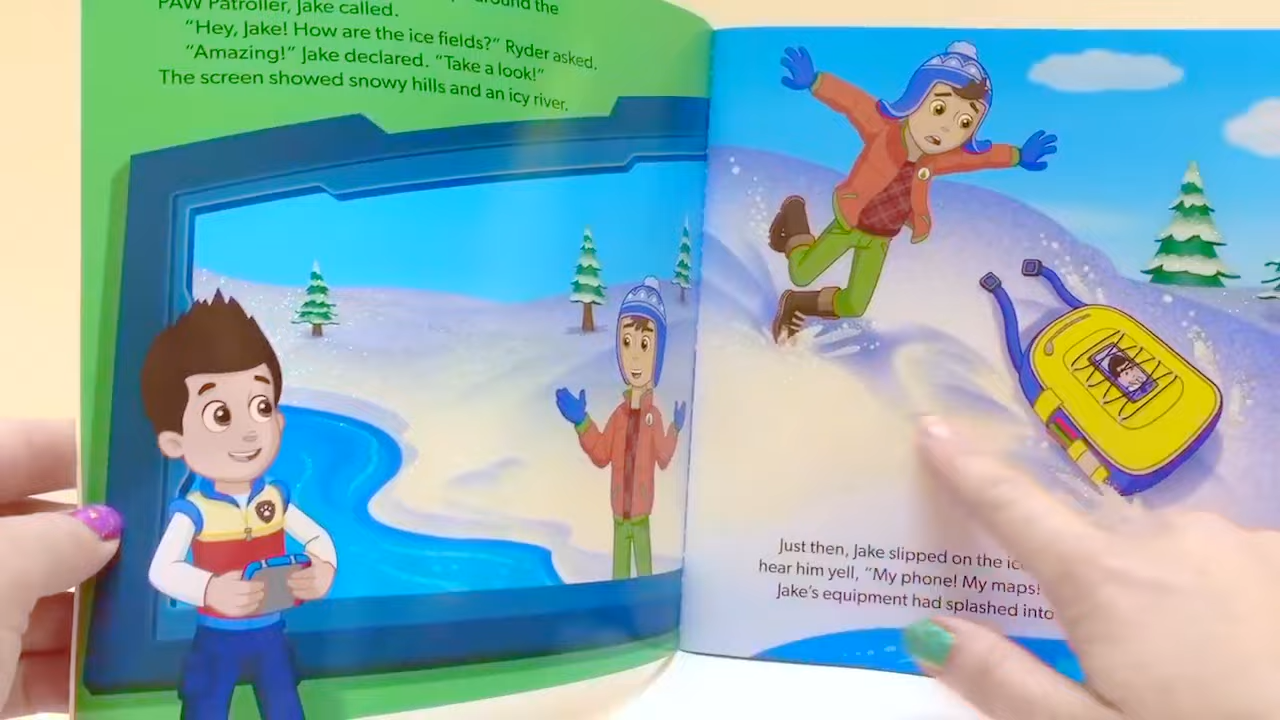 around the
PAW Patroller, Jake called.
“Hey, Jake! How are the ice fields?” Ryder asked.
“Amazing!” Jake declared. “Take a look!”
The screen showed snowy hills and an icy river.
Just then, Jake slipped on the
hear him yell, “My phone! My maps!
Jake’s equipment had splashed into